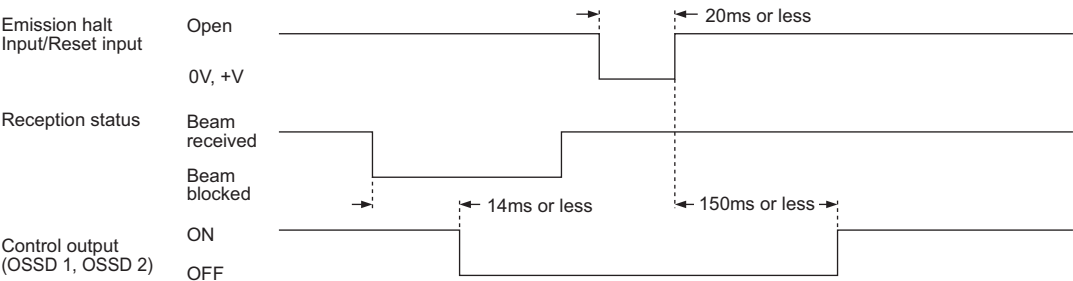 20ms or less
Emission halt
Input/Reset input
Open
0V, +V
Reception status
Beam
received
Beam
blocked
14ms or less
150ms or less
Control output
(OSSD 1, OSSD 2)
ON
OFF